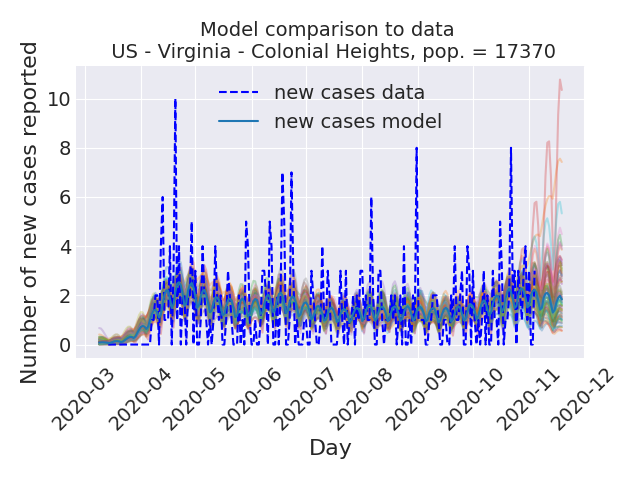 Model comparison to data
US - Virginia - Colonial Heights, pop. = 17370
Number of new cases reported
10
8
6
4
2
0
new cases data
new cases model
2020-03
2020-04
2020-05
2020-06
2020-07
2020-08
2020-09
2020-10
2020-11
2020-12
Day